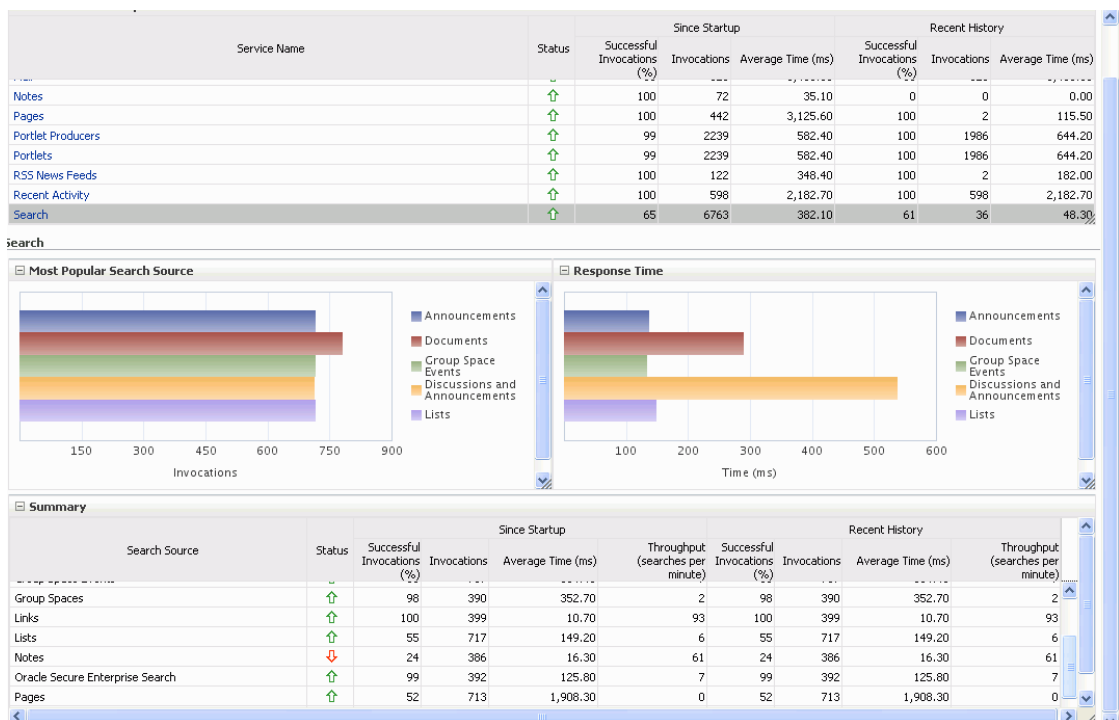 Since Startup Recent History
Service Name Status Successful Invocations (%) Invocations Average Time (ms) Successful Invocations (%) Invocations Average Time (ms)
Notes 100 72 35.10 0 0 0.00
Pages 100 442 3,125.60 100 2 115.50
Portlet Producers 99 2239 582.40 100 1986 644.20
Portlets 99 2239 582.40 100 1986 644.20
RSS News Feeds 100 122 348.40 100 2 182.00
Recent Activity 100 598 2,182.70 100 598 2,182.70
Search 65 6763 382.10 61 36 48.30
Search
Most Popular Search Source
Announcements
Documents
Group Space
Events
Discussions and
Announcements
Lists
150 300 450 600 750 900
Invocations
Response Time
Announcements
Documents
Group Space
Events
Discussions and
Announcements
Lists
100 200 300 400 500 600
Time (ms)
Summary
Since Startup Recent History
Search Source Status Successful Invocations (%) Invocations Average Time (ms) Throughput (searches per minute) Successful Invocations (%) Invocations Average Time (ms) Throughput (searches per minute)
Group Spaces 98 390 352.70 2 98 390 352.70 2
Links 100 399 10.70 93 100 399 10.70 93
Lists 55 717 149.20 6 55 717 149.20 6
Notes 24 386 16.30 61 24 386 16.30 61
Oracle Secure Enterprise Search 99 392 125.80 7 99 392 125.80 7
Pages 52 713 1,908.30 0 52 713 1,908.30 0